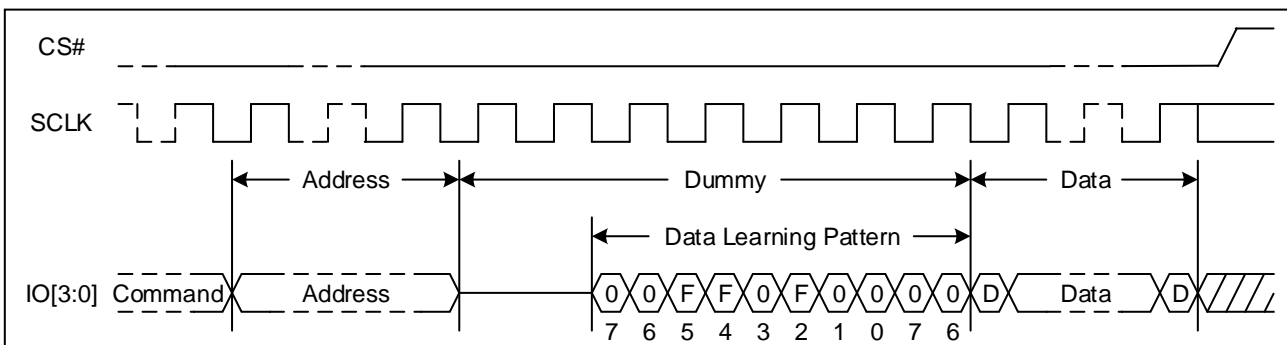 CS#
SCLK
Address Dummy Data
Data Learning Pattern
IO[3:0] Command Address 0 0 F F 0 F 0 0 0 0 D Data D
7 6 5 4 3 2 1 0 7 6